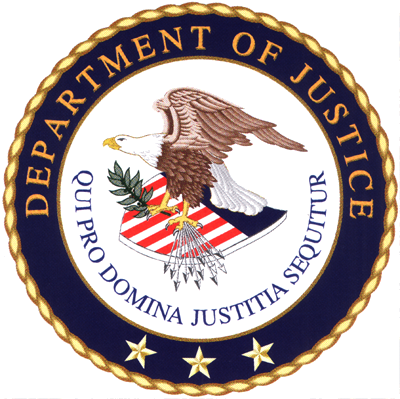 DEPARTMENT OF JUSTICE
QUI PRO DOMINA JUSTITIA SEQUITUR